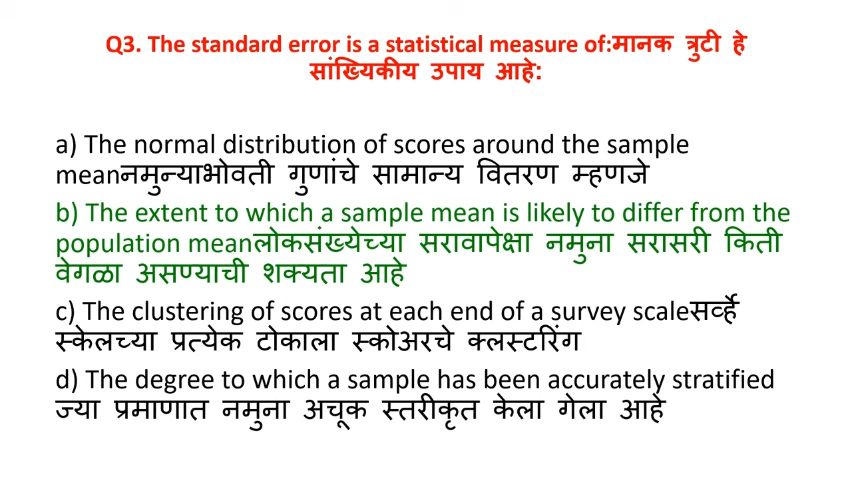 Q3. The standard error is a statistical measure of:मानक त्रुटी हे
सांख्यिकीय उपाय आहे:
a) The normal distribution of scores around the sample
meanनमुन्याभोवती गुणांचे सामान्य वितरण म्हणजे
b) The extent to which a sample mean is likely to differ from the
population meanलोकसंख्येच्या सरावापेक्षा नमुना सरासरी किती
वेगळा असण्याची शक्यता आहे
c) The clustering of scores at each end of a survey scaleसर्व्हे
स्केलच्या प्रत्येक टोकाला स्कोअरचे क्लस्टरिंग
d) The degree to which a sample has been accurately stratified
ज्या प्रमाणात नमुना अचूक स्तरीकृत केला गेला आहे